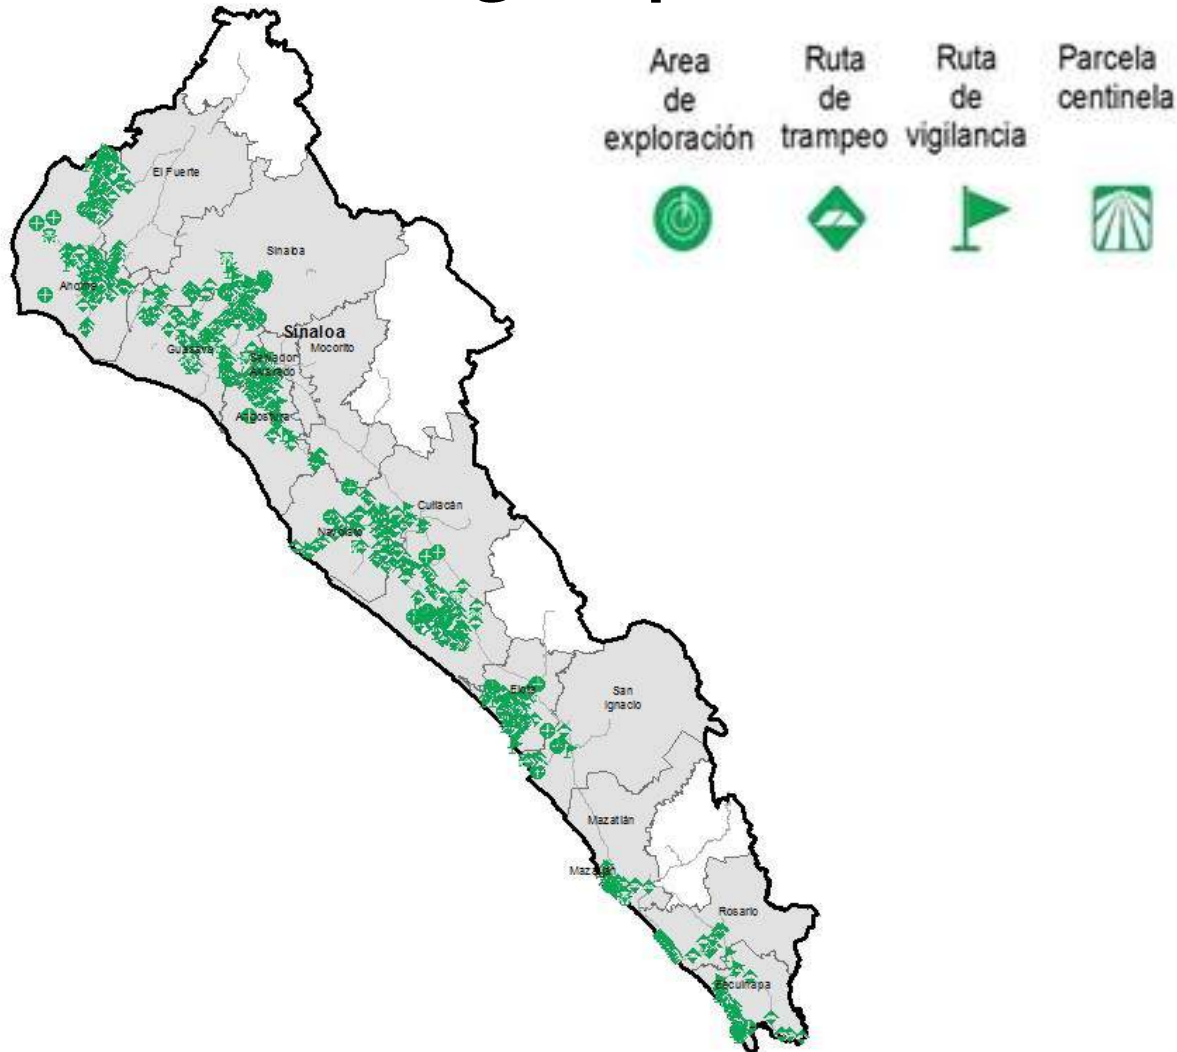 Area
de
exploración
Ruta
de
trampeo
Ruta
de
vigilancia
Parcela
centinela
El Fuerte
Sinaloa
Ahome
Sinaloa
Mocorito
Guasave
Salvador
Alvarado
Angostura
Culiacán
Navolato
Elota
San
Ignacio
Mazatlán
Mazatlán
Rosario
Escuinapa